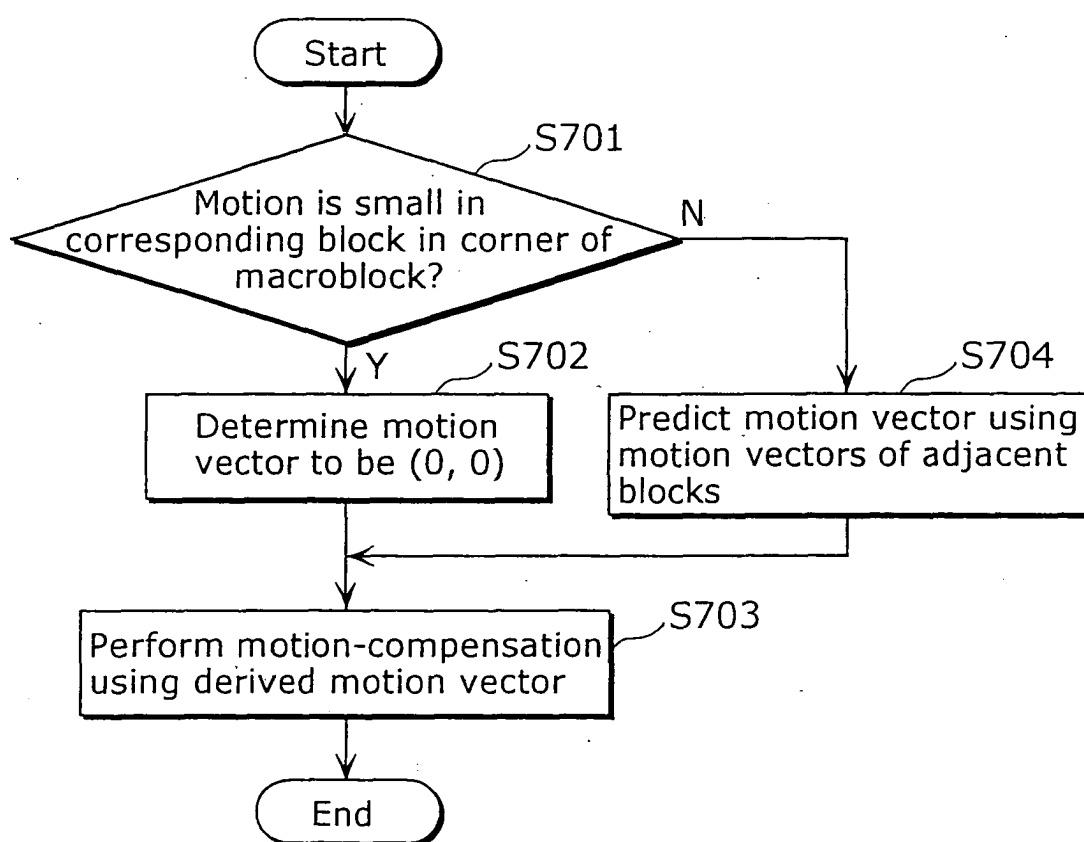 Start
S701
Motion is small in
corresponding block in corner of
macroblock?
N
Y
S702
Determine motion
vector to be (0, 0)
S704
Predict motion vector using
motion vectors of adjacent
blocks
S703
Perform motion-compensation
using derived motion vector
End